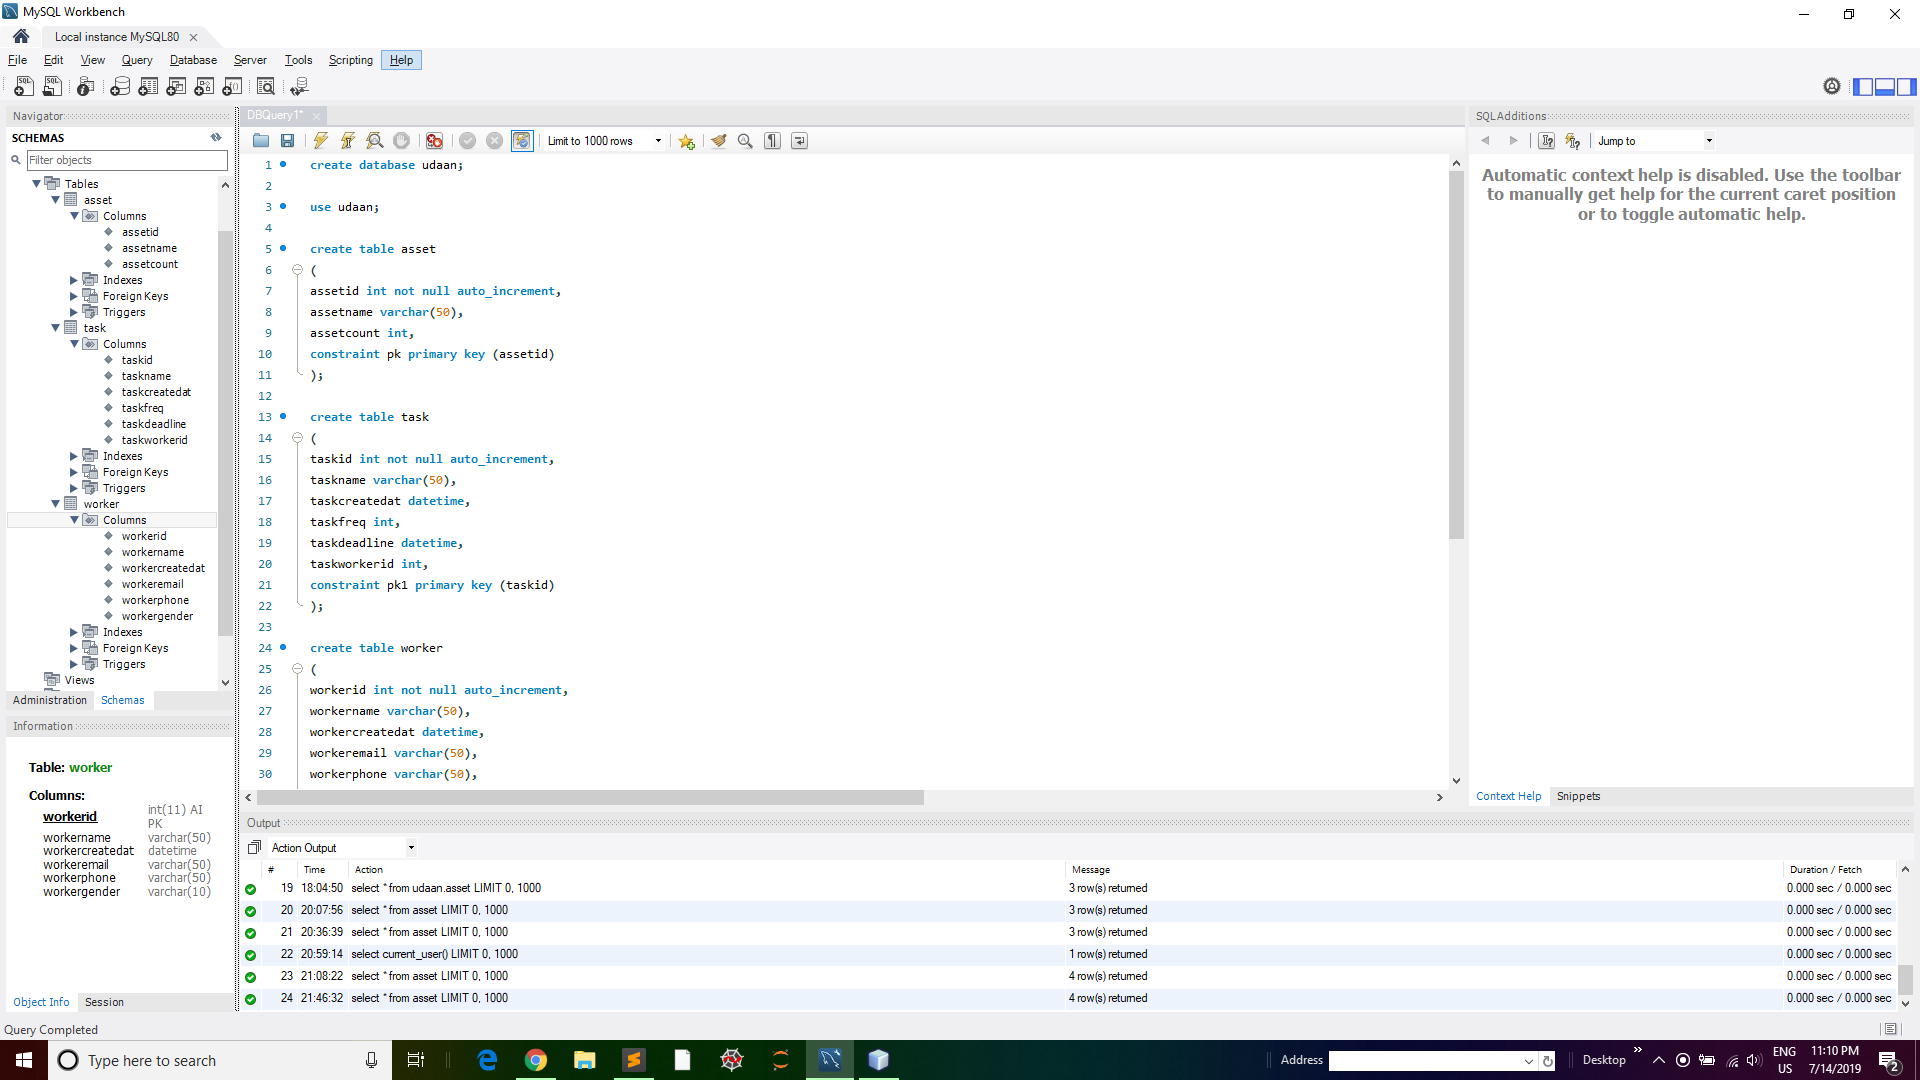 MySQL Workbench
Local instance MySQL80
File Edit View Query Database Server Tools Scripting Help
Navigator
SCHEMAS
Filter objects
Tables
asset
Columns
assetid
assetname
assetcount
Indexes
Foreign Keys
Triggers
task
Columns
taskid
taskname
taskcreatedat
taskfreq
taskdeadline
taskworkerid
Indexes
Foreign Keys
Triggers
worker
Columns
workerid
workername
workercreatedat
workeremail
workerphone
workergender
Indexes
Foreign Keys
Triggers
Views
Administration Schemas
Information
Table: worker
Columns:
workerid int(11) AI PK
workername varchar(50)
workercreatedat datetime
workeremail varchar(50)
workerphone varchar(50)
workergender varchar(10)
Object Info Session
Query Completed
DBQuery1*
Limit to 1000 rows
1 create database udaan;
2
3 use udaan;
4
5 create table asset
6 (
7 assetid int not null auto_increment,
8 assetname varchar(50),
9 assetcount int,
10 constraint pk primary key (assetid)
11 );
12
13 create table task
14 (
15 taskid int not null auto_increment,
16 taskname varchar(50),
17 taskcreatedat datetime,
18 taskfreq int,
19 taskdeadline datetime,
20 taskworkerid int,
21 constraint pk1 primary key (taskid)
22 );
23
24 create table worker
25 (
26 workerid int not null auto_increment,
27 workername varchar(50),
28 workercreatedat datetime,
29 workeremail varchar(50),
30 workerphone varchar(50),
SQLAdditions
Jump to
Automatic context help is disabled. Use the toolbar
to manually get help for the current caret position
or to toggle automatic help.
Context Help Snippets
Output
Action Output
# Time Action Message Duration / Fetch
19 18:04:50 select * from udaan.asset LIMIT 0, 1000 3 row(s) returned 0.000 sec / 0.000 sec
20 20:07:56 select * from asset LIMIT 0, 1000 3 row(s) returned 0.000 sec / 0.000 sec
21 20:36:39 select * from asset LIMIT 0, 1000 3 row(s) returned 0.000 sec / 0.000 sec
22 20:59:14 select current_user() LIMIT 0, 1000 1 row(s) returned 0.000 sec / 0.000 sec
23 21:08:22 select * from asset LIMIT 0, 1000 4 row(s) returned 0.000 sec / 0.000 sec
24 21:46:32 select * from asset LIMIT 0, 1000 4 row(s) returned 0.000 sec / 0.000 sec
Type here to search
Address
Desktop
ENG
US
11:10 PM
7/14/2019
2